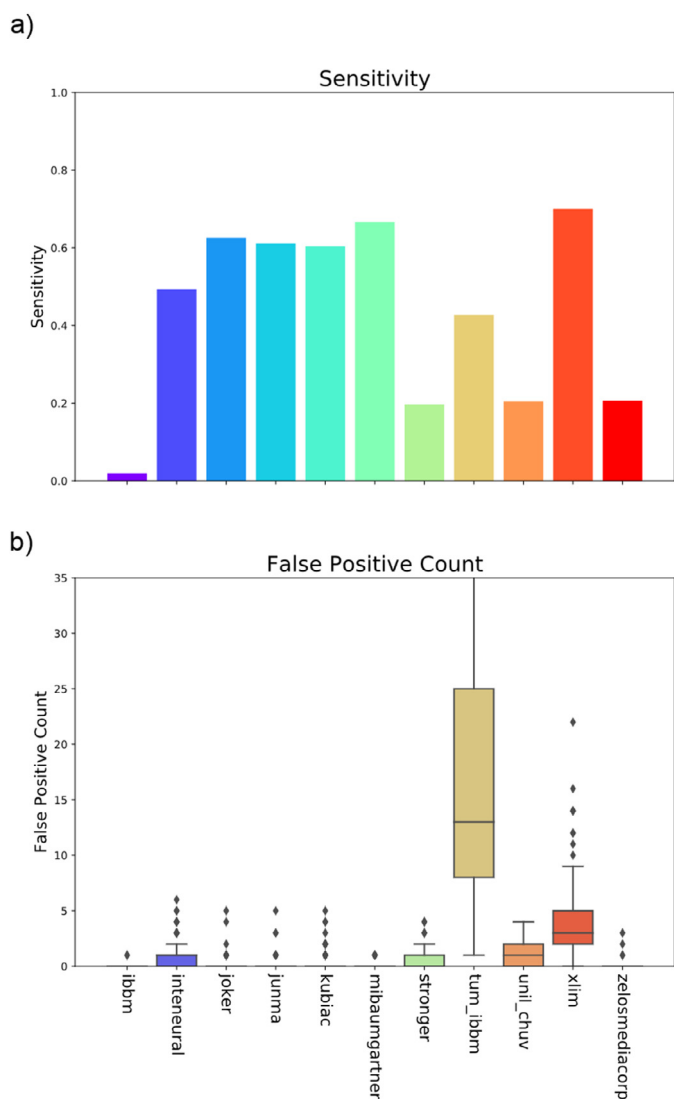 a)
Sensitivity
1.0
0.8
0.6
0.4
0.2
0.0
Sensitivity
b)
False Positive Count
35
30
25
20
15
10
5
0
False Positive Count
ibbm
inteneural
joker
junma
kubiac
mibaumgartner
stronger
tum_ibbm
unil_chuv
xlim
zelosmediacorp